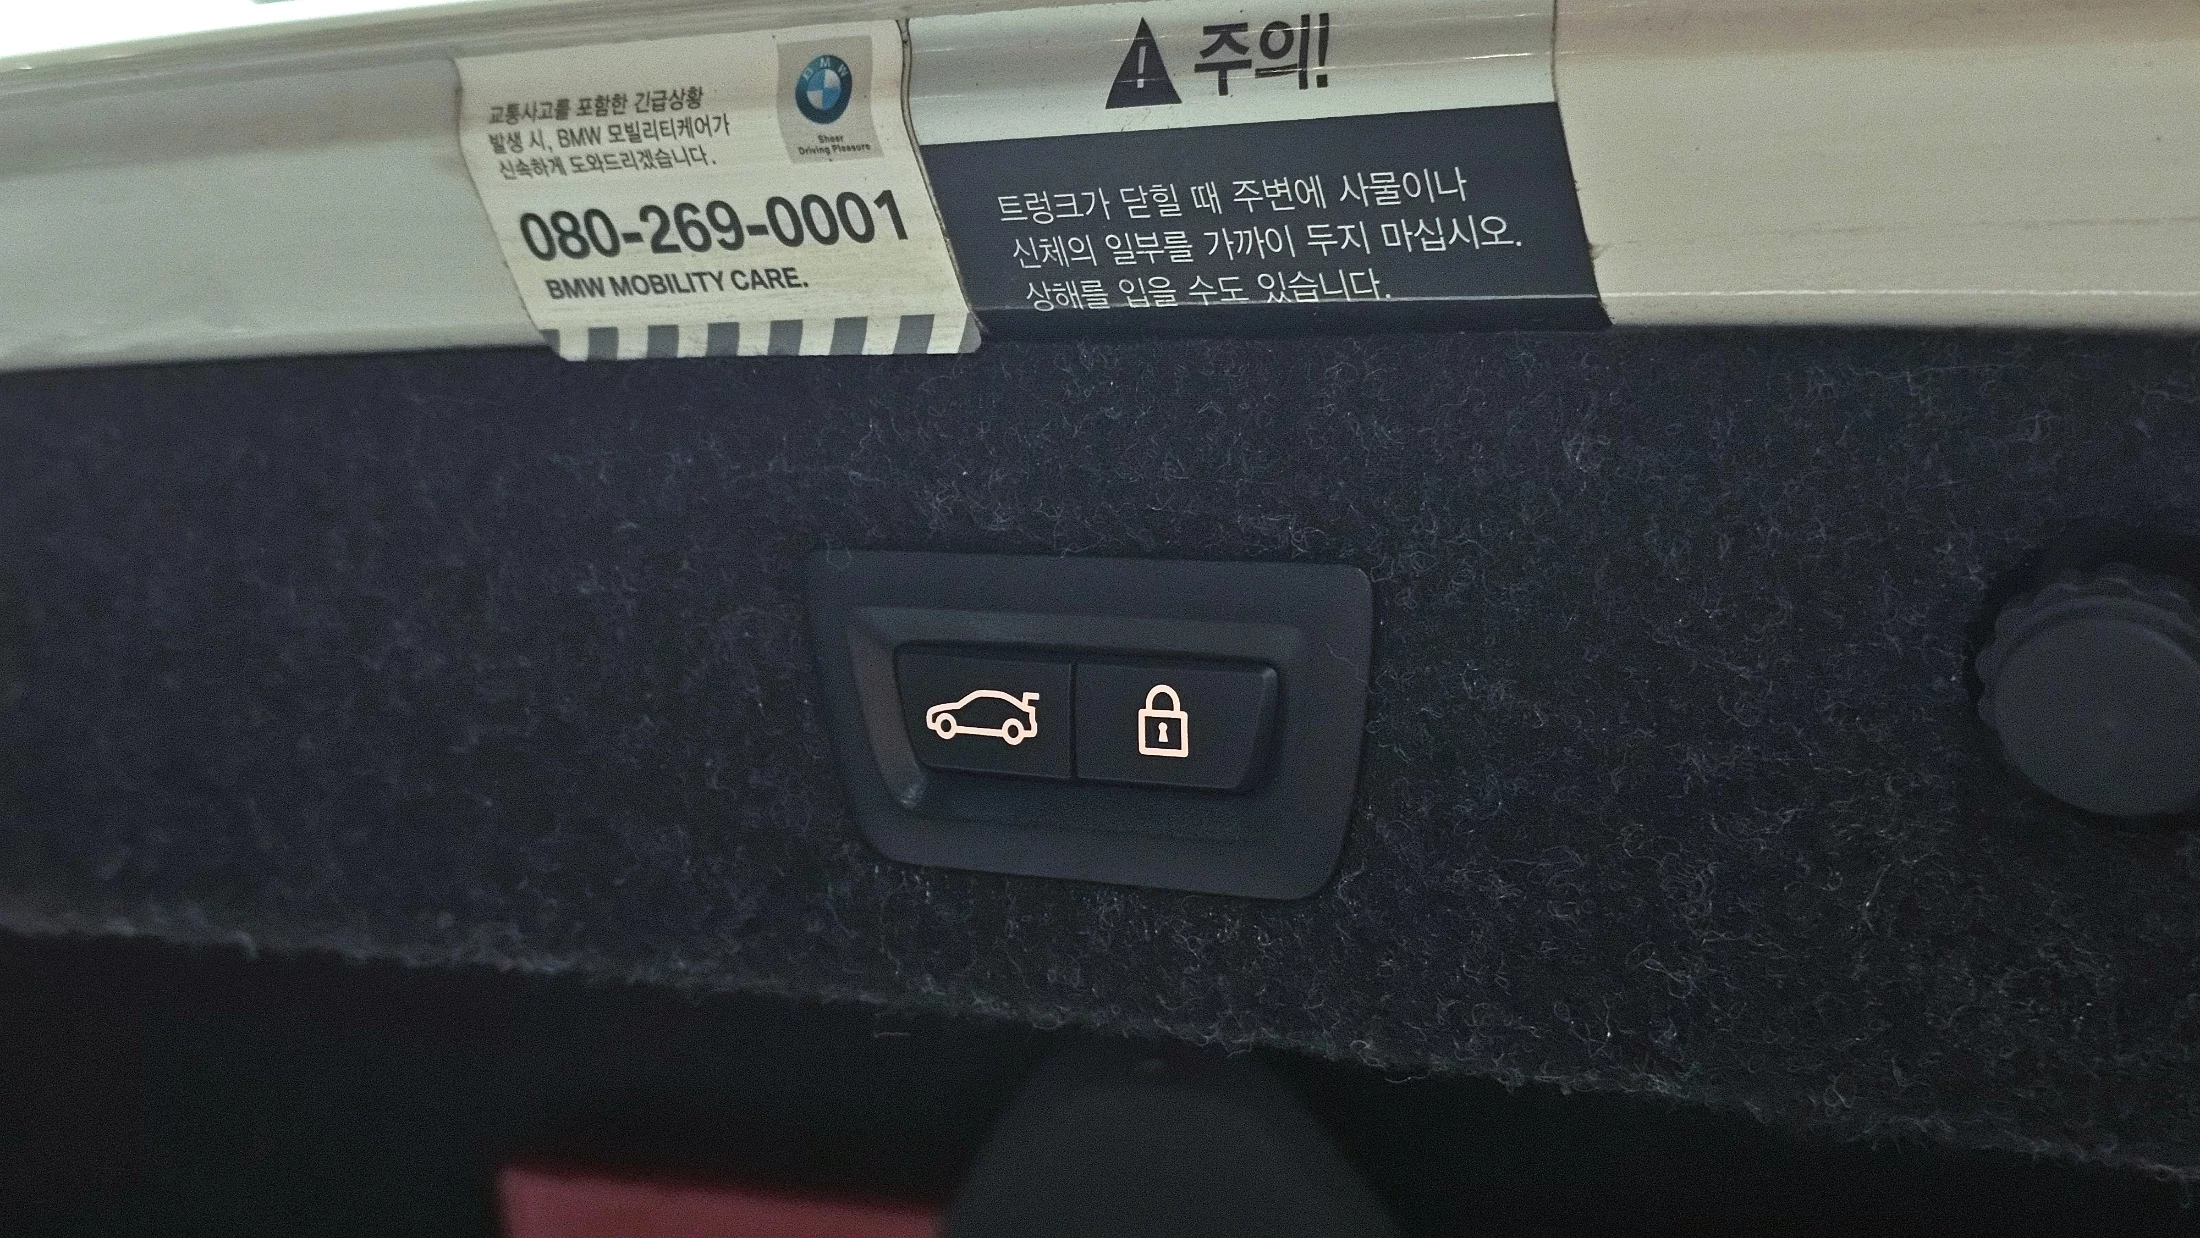 교통사고를 포함한 긴급상황
발생 시, BMW 모빌리티케어가
신속하게 도와드리겠습니다.
080-269-0001
BMW MOBILITY CARE.
BMW
Sheer
Driving Pleasure
주의!
트렁크가 닫힐 때 주변에 사물이나
신체의 일부를 가까이 두지 마십시오.
상해를 입을 수도 있습니다.